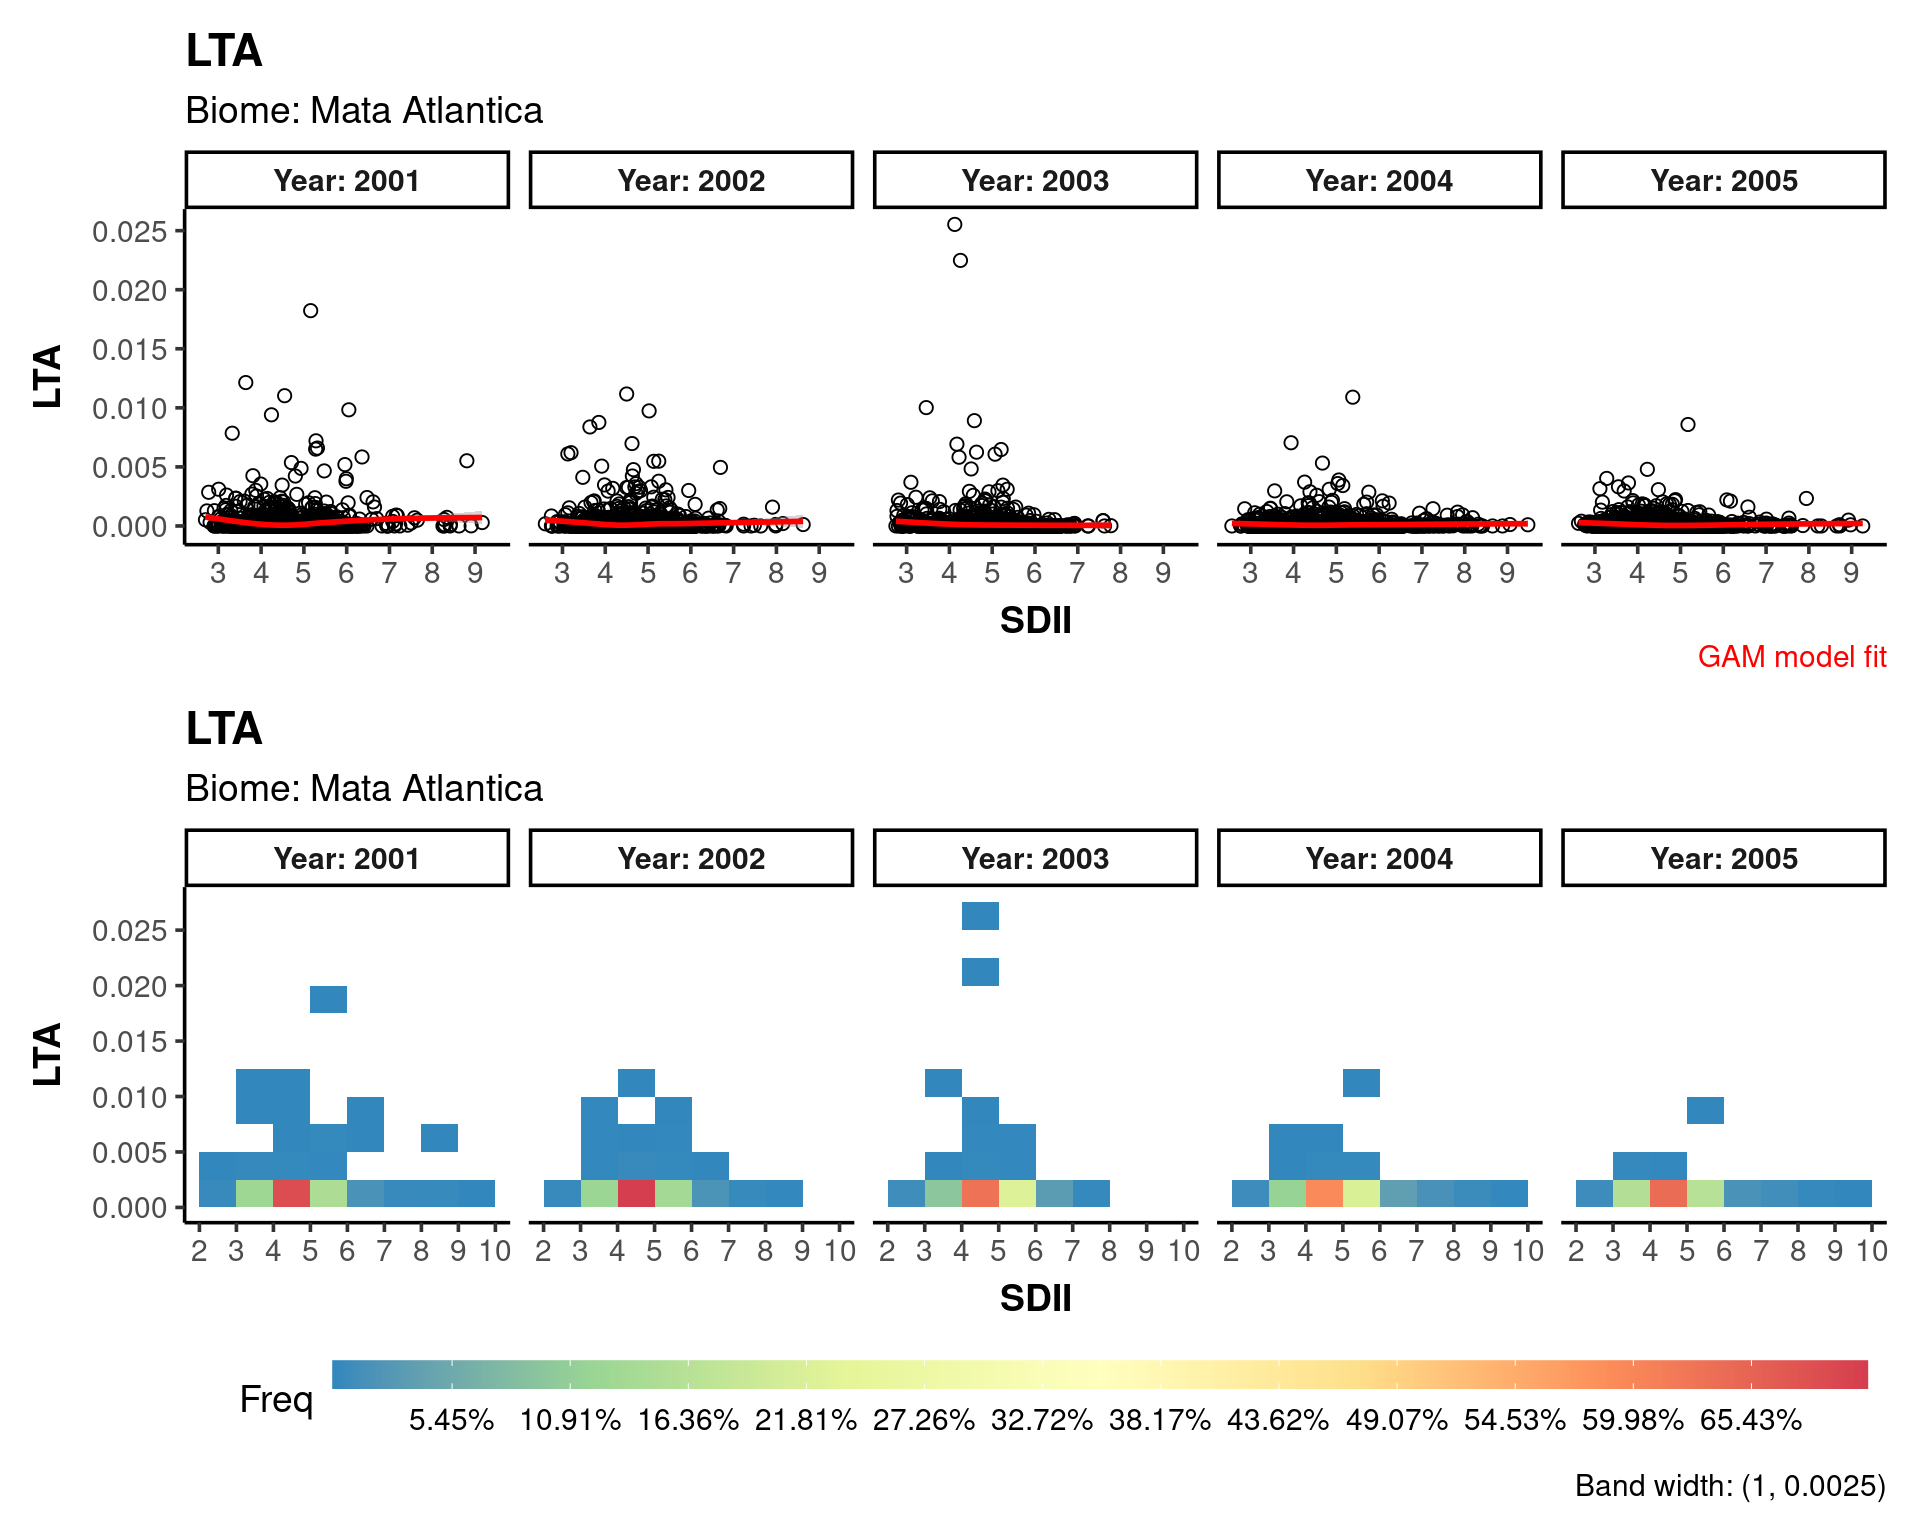 LTA
Biome: Mata Atlantica
Year: 2001 Year: 2002 Year: 2003 Year: 2004 Year: 2005
0.025
0.020
0.015
0.010
0.005
0.000
LTA
3 4 5 6 7 8 9 3 4 5 6 7 8 9 3 4 5 6 7 8 9 3 4 5 6 7 8 9 3 4 5 6 7 8 9
SDII
GAM model fit
LTA
Biome: Mata Atlantica
Year: 2001 Year: 2002 Year: 2003 Year: 2004 Year: 2005
0.025
0.020
0.015
0.010
0.005
0.000
LTA
2 3 4 5 6 7 8 9 10 2 3 4 5 6 7 8 9 10 2 3 4 5 6 7 8 9 10 2 3 4 5 6 7 8 9 10 2 3 4 5 6 7 8 9 10
SDII
Freq
5.45% 10.91% 16.36% 21.81% 27.26% 32.72% 38.17% 43.62% 49.07% 54.53% 59.98% 65.43%
Band width: (1, 0.0025)